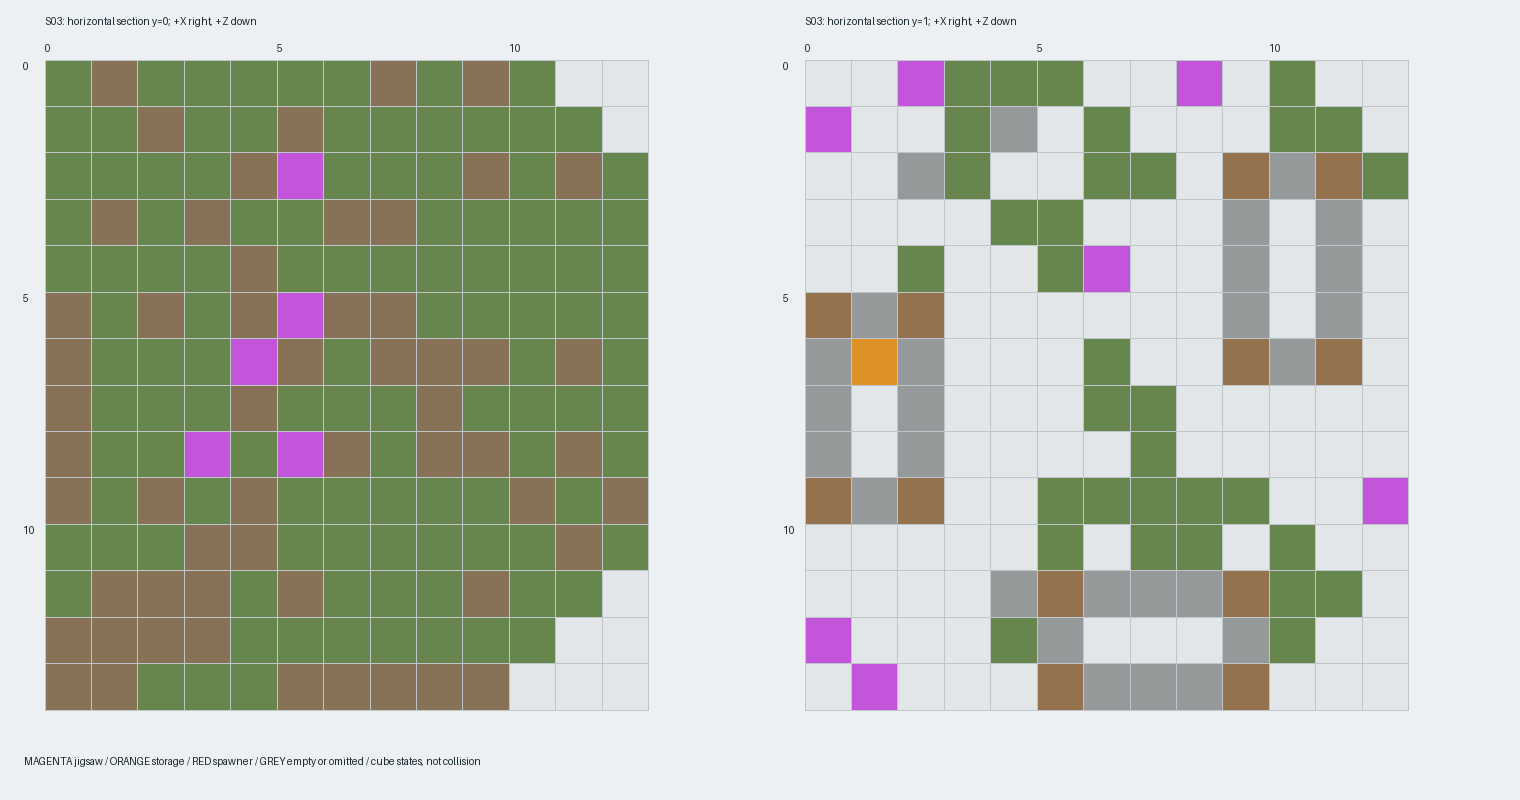 S03: horizontal section y=0; +X right, +Z down
S03: horizontal section y=1; +X right, +Z down
0 5 10
0 5 10
0
0
5
5
10
10
MAGENTA jigsaw / ORANGE storage / RED spawner / GREY empty or omitted / cube states, not collision